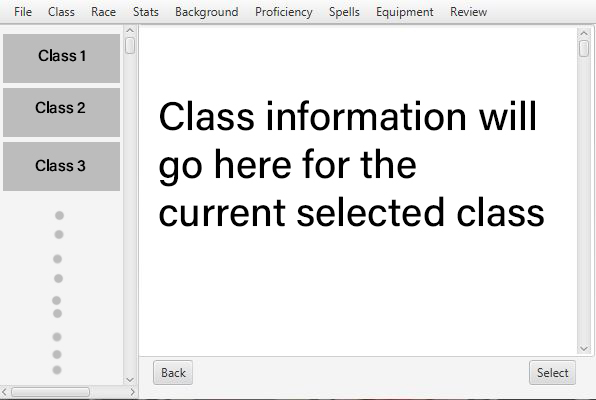 File Class Race Stats Background Proficiency Spells Equipment Review
Class 1
Class 2
Class 3
Class information will
go here for the
current selected class
Back Select